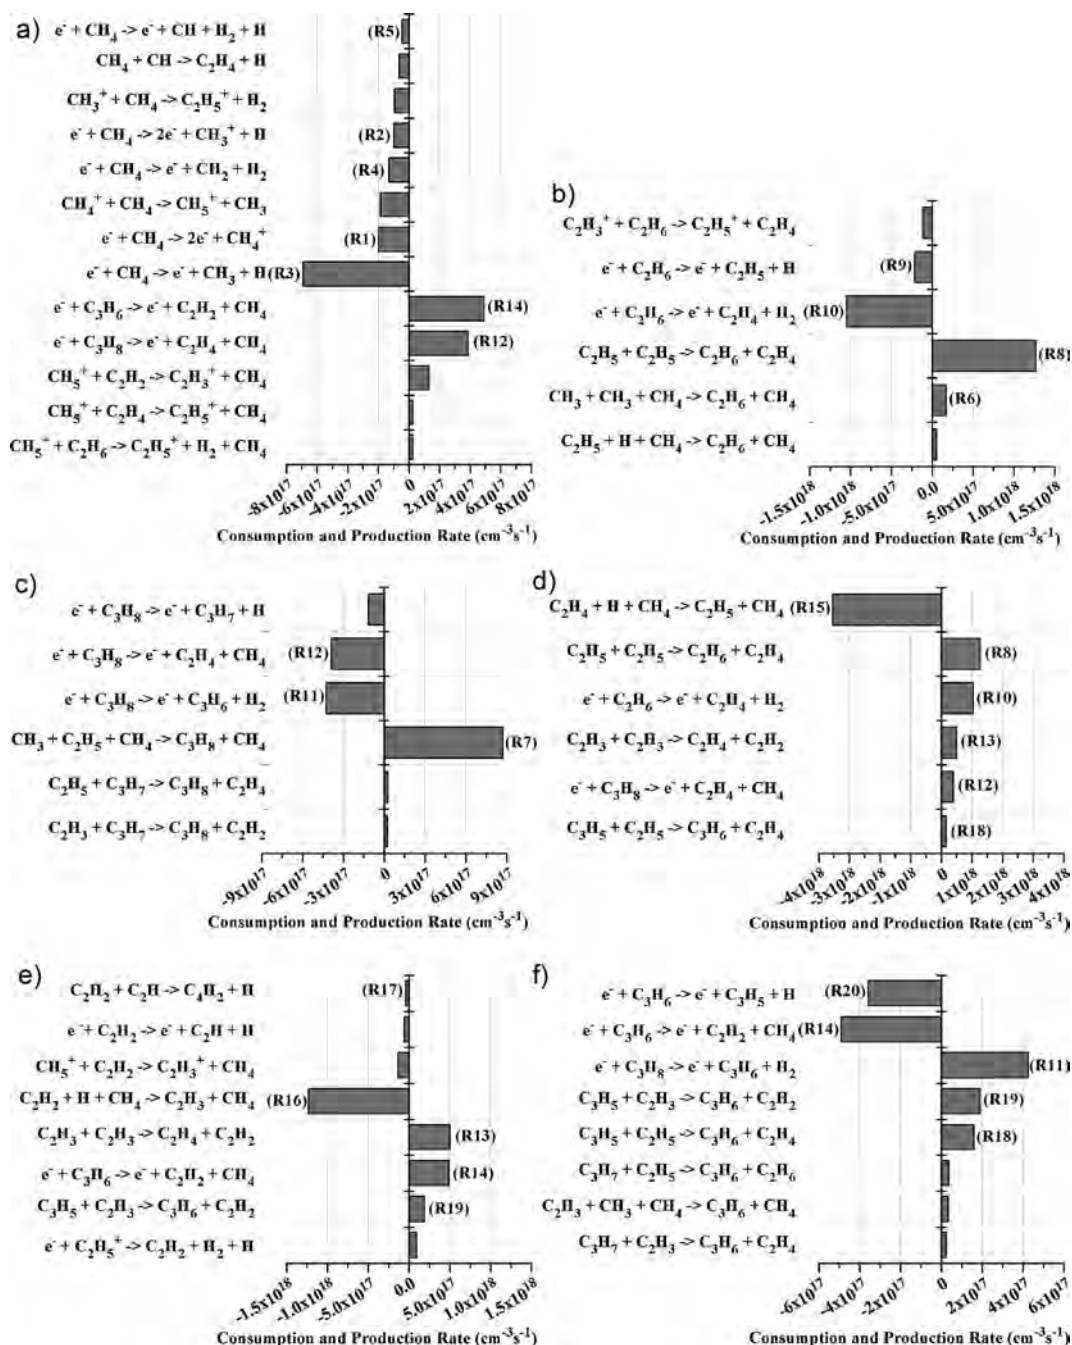 a)
e⁻ + CH₄ -> e⁻ + CH + H₂ + H (R5)
CH₄ + CH -> C₂H₄ + H
CH₃⁺ + CH₄ -> C₂H₅⁺ + H₂
e⁻ + CH₄ -> 2e⁻ + CH₃⁺ + H (R2)
e⁻ + CH₄ -> e⁻ + CH₂ + H₂ (R4)
CH₄⁺ + CH₄ -> CH₅⁺ + CH₃
e⁻ + CH₄ -> 2e⁻ + CH₄⁺ (R1)
e⁻ + CH₄ -> e⁻ + CH₃ + H (R3)
e⁻ + C₃H₆ -> e⁻ + C₂H₂ + CH₄ (R14)
e⁻ + C₃H₈ -> e⁻ + C₂H₄ + CH₄ (R12)
CH₅⁺ + C₂H₂ -> C₂H₃⁺ + CH₄
CH₅⁺ + C₂H₄ -> C₂H₅⁺ + CH₄
CH₅⁺ + C₂H₆ -> C₂H₅⁺ + H₂ + CH₄
-8x10¹⁷ -6x10¹⁷ -4x10¹⁷ -2x10¹⁷ 0 2x10¹⁷ 4x10¹⁷ 6x10¹⁷ 8x10¹⁷
Consumption and Production Rate (cm⁻³s⁻¹)
b)
C₂H₃⁺ + C₂H₆ -> C₂H₅⁺ + C₂H₄
e⁻ + C₂H₆ -> e⁻ + C₂H₅ + H (R9)
e⁻ + C₂H₆ -> e⁻ + C₂H₄ + H₂ (R10)
C₂H₅ + C₂H₅ -> C₂H₆ + C₂H₄ (R8)
CH₃ + CH₃ + CH₄ -> C₂H₆ + CH₄ (R6)
C₂H₅ + H + CH₄ -> C₂H₆ + CH₄
-1.5x10¹⁸ -1.0x10¹⁸ -5.0x10¹⁷ 0.0 5.0x10¹⁷ 1.0x10¹⁸ 1.5x10¹⁸
Consumption and Production Rate (cm⁻³s⁻¹)
c)
e⁻ + C₃H₈ -> e⁻ + C₃H₇ + H
e⁻ + C₃H₈ -> e⁻ + C₂H₄ + CH₄ (R12)
e⁻ + C₃H₈ -> e⁻ + C₃H₆ + H₂ (R11)
CH₃ + C₂H₅ + CH₄ -> C₃H₈ + CH₄ (R7)
C₂H₅ + C₃H₇ -> C₃H₈ + C₂H₄
C₂H₃ + C₃H₇ -> C₃H₈ + C₂H₂
-9x10¹⁷ -6x10¹⁷ -3x10¹⁷ 0 3x10¹⁷ 6x10¹⁷ 9x10¹⁷
Consumption and Production Rate (cm⁻³s⁻¹)
d)
C₂H₄ + H + CH₄ -> C₂H₅ + CH₄ (R15)
C₂H₅ + C₂H₅ -> C₂H₆ + C₂H₄ (R8)
e⁻ + C₂H₆ -> e⁻ + C₂H₄ + H₂ (R10)
C₂H₃ + C₂H₃ -> C₂H₄ + C₂H₂ (R13)
e⁻ + C₃H₈ -> e⁻ + C₂H₄ + CH₄ (R12)
C₃H₅ + C₂H₅ -> C₃H₆ + C₂H₄ (R18)
-4x10¹⁸ -3x10¹⁸ -2x10¹⁸ -1x10¹⁸ 0 1x10¹⁸ 2x10¹⁸ 3x10¹⁸ 4x10¹⁸
Consumption and Production Rate (cm⁻³s⁻¹)
e)
C₂H₂ + C₂H -> C₄H₂ + H (R17)
e⁻ + C₂H₂ -> e⁻ + C₂H + H
CH₅⁺ + C₂H₂ -> C₂H₃⁺ + CH₄
C₂H₂ + H + CH₄ -> C₂H₃ + CH₄ (R16)
C₂H₃ + C₂H₃ -> C₂H₄ + C₂H₂ (R13)
e⁻ + C₃H₆ -> e⁻ + C₂H₂ + CH₄ (R14)
C₃H₅ + C₂H₃ -> C₃H₆ + C₂H₂ (R19)
e⁻ + C₂H₅⁺ -> C₂H₂ + H₂ + H
-1.5x10¹⁸ -1.0x10¹⁸ -5.0x10¹⁷ 0.0 5.0x10¹⁷ 1.0x10¹⁸ 1.5x10¹⁸
Consumption and Production Rate (cm⁻³s⁻¹)
f)
e⁻ + C₃H₆ -> e⁻ + C₃H₅ + H (R20)
e⁻ + C₃H₆ -> e⁻ + C₂H₂ + CH₄ (R14)
e⁻ + C₃H₈ -> e⁻ + C₃H₆ + H₂ (R11)
C₃H₅ + C₂H₃ -> C₃H₆ + C₂H₂ (R19)
C₃H₅ + C₂H₅ -> C₃H₆ + C₂H₄ (R18)
C₃H₇ + C₂H₅ -> C₃H₆ + C₂H₆
C₂H₃ + CH₃ + CH₄ -> C₃H₆ + CH₄
C₃H₇ + C₂H₃ -> C₃H₆ + C₂H₄
-6x10¹⁷ -4x10¹⁷ -2x10¹⁷ 0 2x10¹⁷ 4x10¹⁷ 6x10¹⁷
Consumption and Production Rate (cm⁻³s⁻¹)